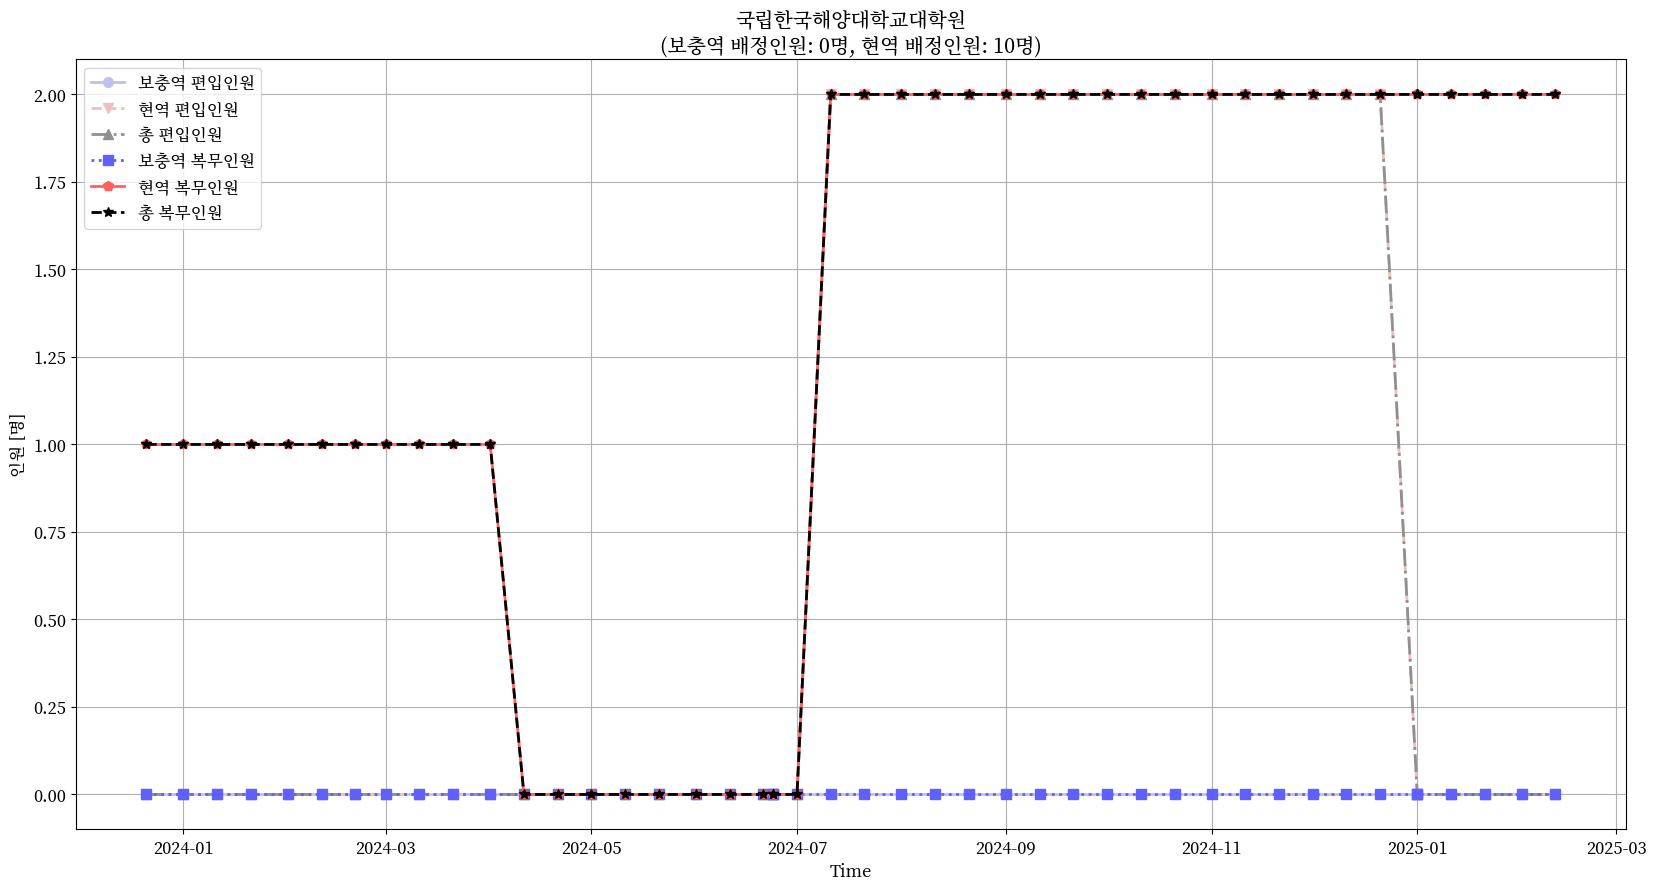 국립한국해양대학교대학원
(보충역 배정인원: 0명, 현역 배정인원: 10명)
보충역 편입인원
현역 편입인원
총 편입인원
보충역 복무인원
현역 복무인원
총 복무인원
2.00
1.75
1.50
1.25
1.00
0.75
0.50
0.25
0.00
인원 [명]
2024-01
2024-03
2024-05
2024-07
2024-09
2024-11
2025-01
2025-03
Time